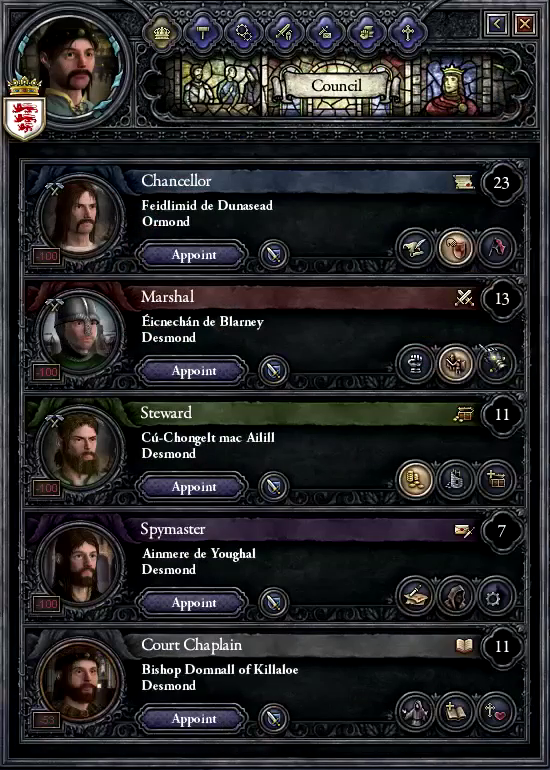 Council
Chancellor
23
Feidlimid de Dunasead
Ormond
-100
Appoint
Marshal
13
Éicnechán de Blarney
Desmond
-100
Appoint
Steward
11
Cú-Chongelt mac Ailill
Desmond
-100
Appoint
Spymaster
7
Ainmere de Youghal
Desmond
-100
Appoint
Court Chaplain
11
Bishop Domnall of Killaloe
Desmond
-53
Appoint